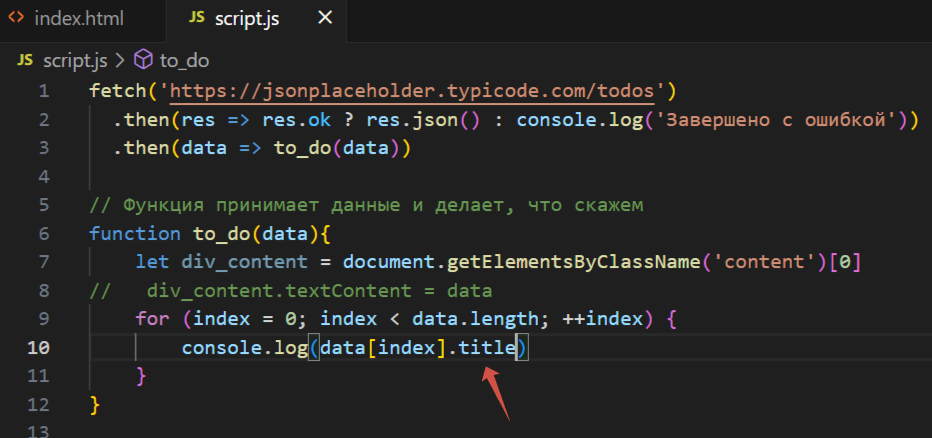 index.html
JS script.js ×
JS script.js > to_do
1 fetch('https://jsonplaceholder.typicode.com/todos')
2   .then(res => res.ok ? res.json() : console.log('Завершено с ошибкой'))
3   .then(data => to_do(data))
4
5 // Функция принимает данные и делает, что скажем
6 function to_do(data){
7     let div_content = document.getElementsByClassName('content')[0]
8 //   div_content.textContent = data
9     for (index = 0; index < data.length; ++index) {
10         console.log(data[index].title)
11     }
12 }
13